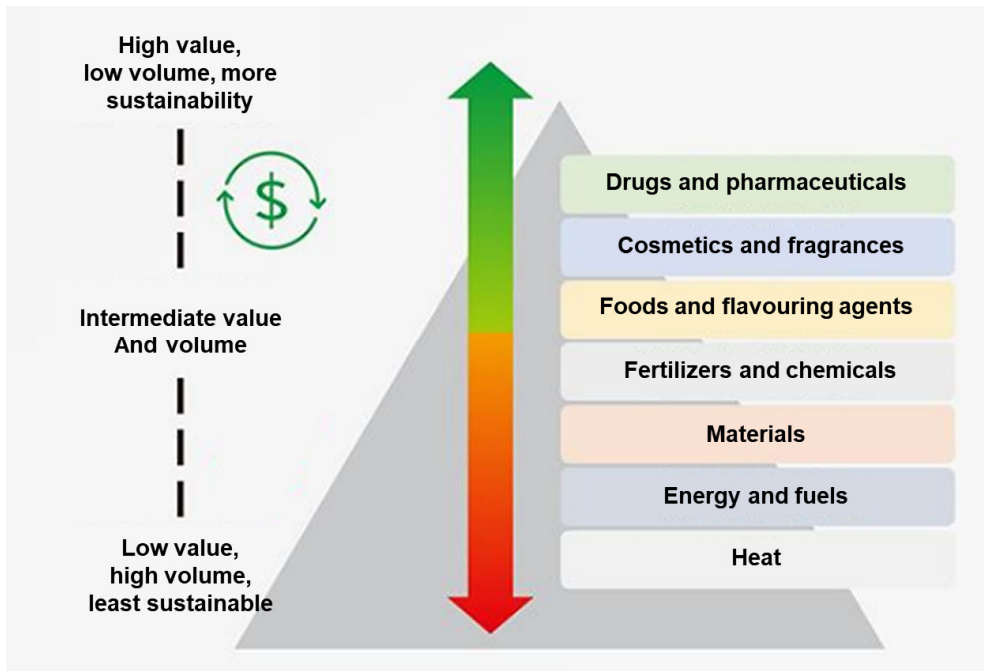 High value,
low volume, more
sustainability
$
Intermediate value
And volume
Low value,
high volume,
least sustainable
Drugs and pharmaceuticals
Cosmetics and fragrances
Foods and flavouring agents
Fertilizers and chemicals
Materials
Energy and fuels
Heat